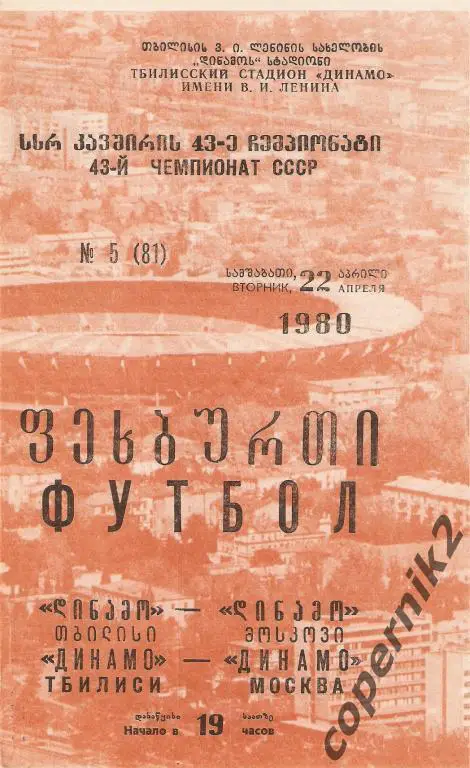 თბილისის ვ. ი. ლენინის სახელობის
„დინამოს“ სტადიონი
ТБИЛИССКИЙ СТАДИОН «ДИНАМО»
ИМЕНИ В. И. ЛЕНИНА
სსრ კავშირის 43-ე ჩემპიონატი
43-Й ЧЕМПИОНАТ СССР
№ 5 (81)
სამშაბათი, 22 აპრილი
ВТОРНИК, 22 АПРЕЛЯ
1980
ფეხბურთი
ФУТБОЛ
«დინამო» — «დინამო»
თბილისი მოსკოვი
«ДИНАМО» — «ДИНАМО»
ТБИЛИСИ МОСКВА
დასაწყისი 19 საათზე
Начало в 19 часов
copernik2